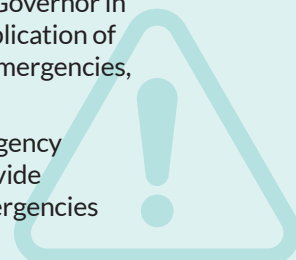 Governor in
plication of
mergencies,
gency
vide
ergencies